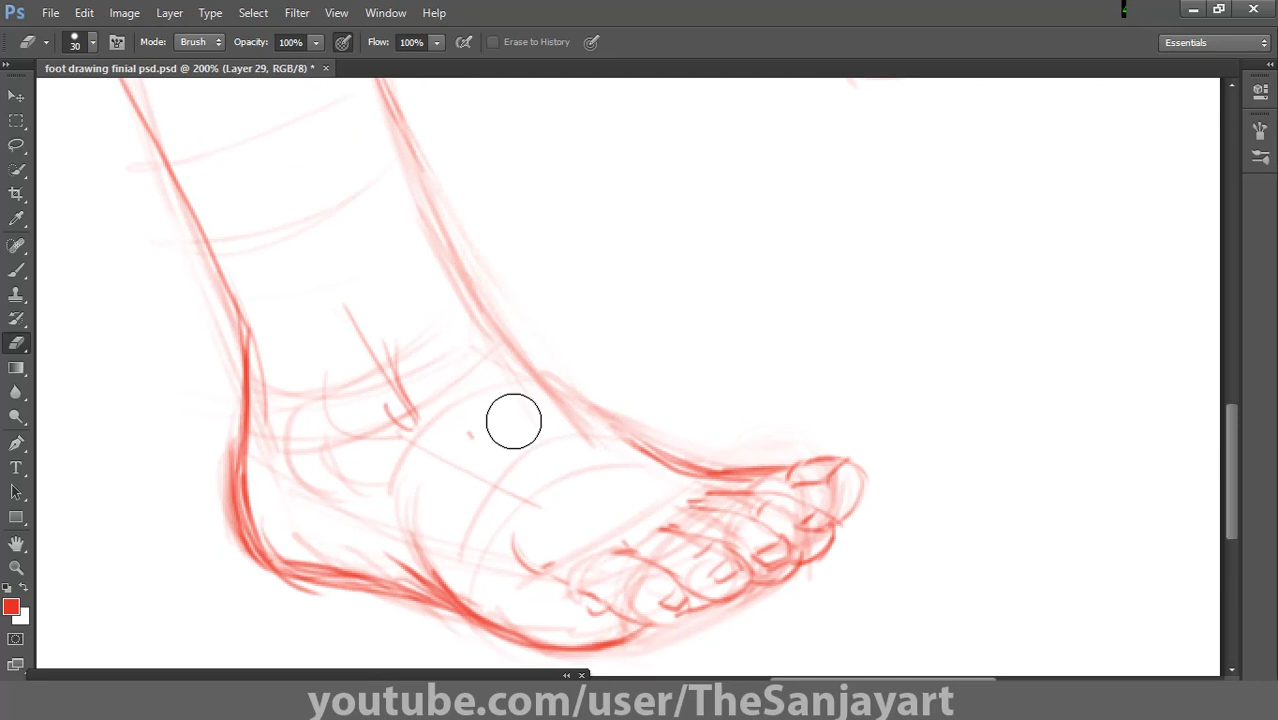 Ps File Edit Image Layer Type Select Filter View Window Help
30 Mode: Brush Opacity: 100% Flow: 100% Erase to History Essentials
foot drawing finial psd.psd @ 200% (Layer 29, RGB/8) * ×
T
youtube.com/user/TheSanjayart